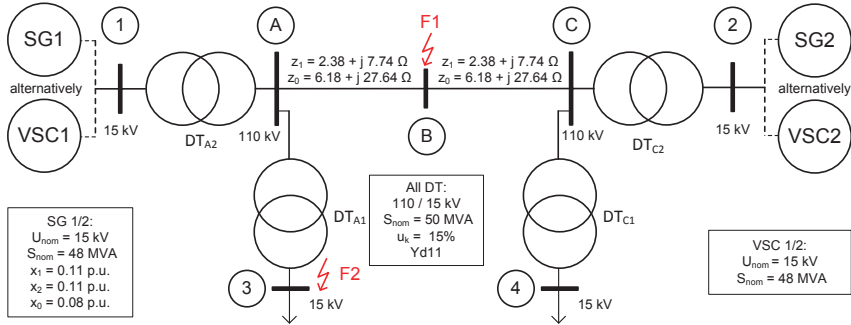 SG1
alternatively
VSC1
1
15 kV
DTA2
A
110 kV
z1 = 2.38 + j 7.74 Ω
z0 = 6.18 + j 27.64 Ω
F1
B
z1 = 2.38 + j 7.74 Ω
z0 = 6.18 + j 27.64 Ω
C
110 kV
DTC2
2
15 kV
SG2
alternatively
VSC2
DTA1
DTC1
SG 1/2:
Unom = 15 kV
Snom = 48 MVA
x1 = 0.11 p.u.
x2 = 0.11 p.u.
x0 = 0.08 p.u.
All DT:
110 / 15 kV
Snom = 50 MVA
uk = 15%
Yd11
VSC 1/2:
Unom = 15 kV
Snom = 48 MVA
3
F2
15 kV
4
15 kV